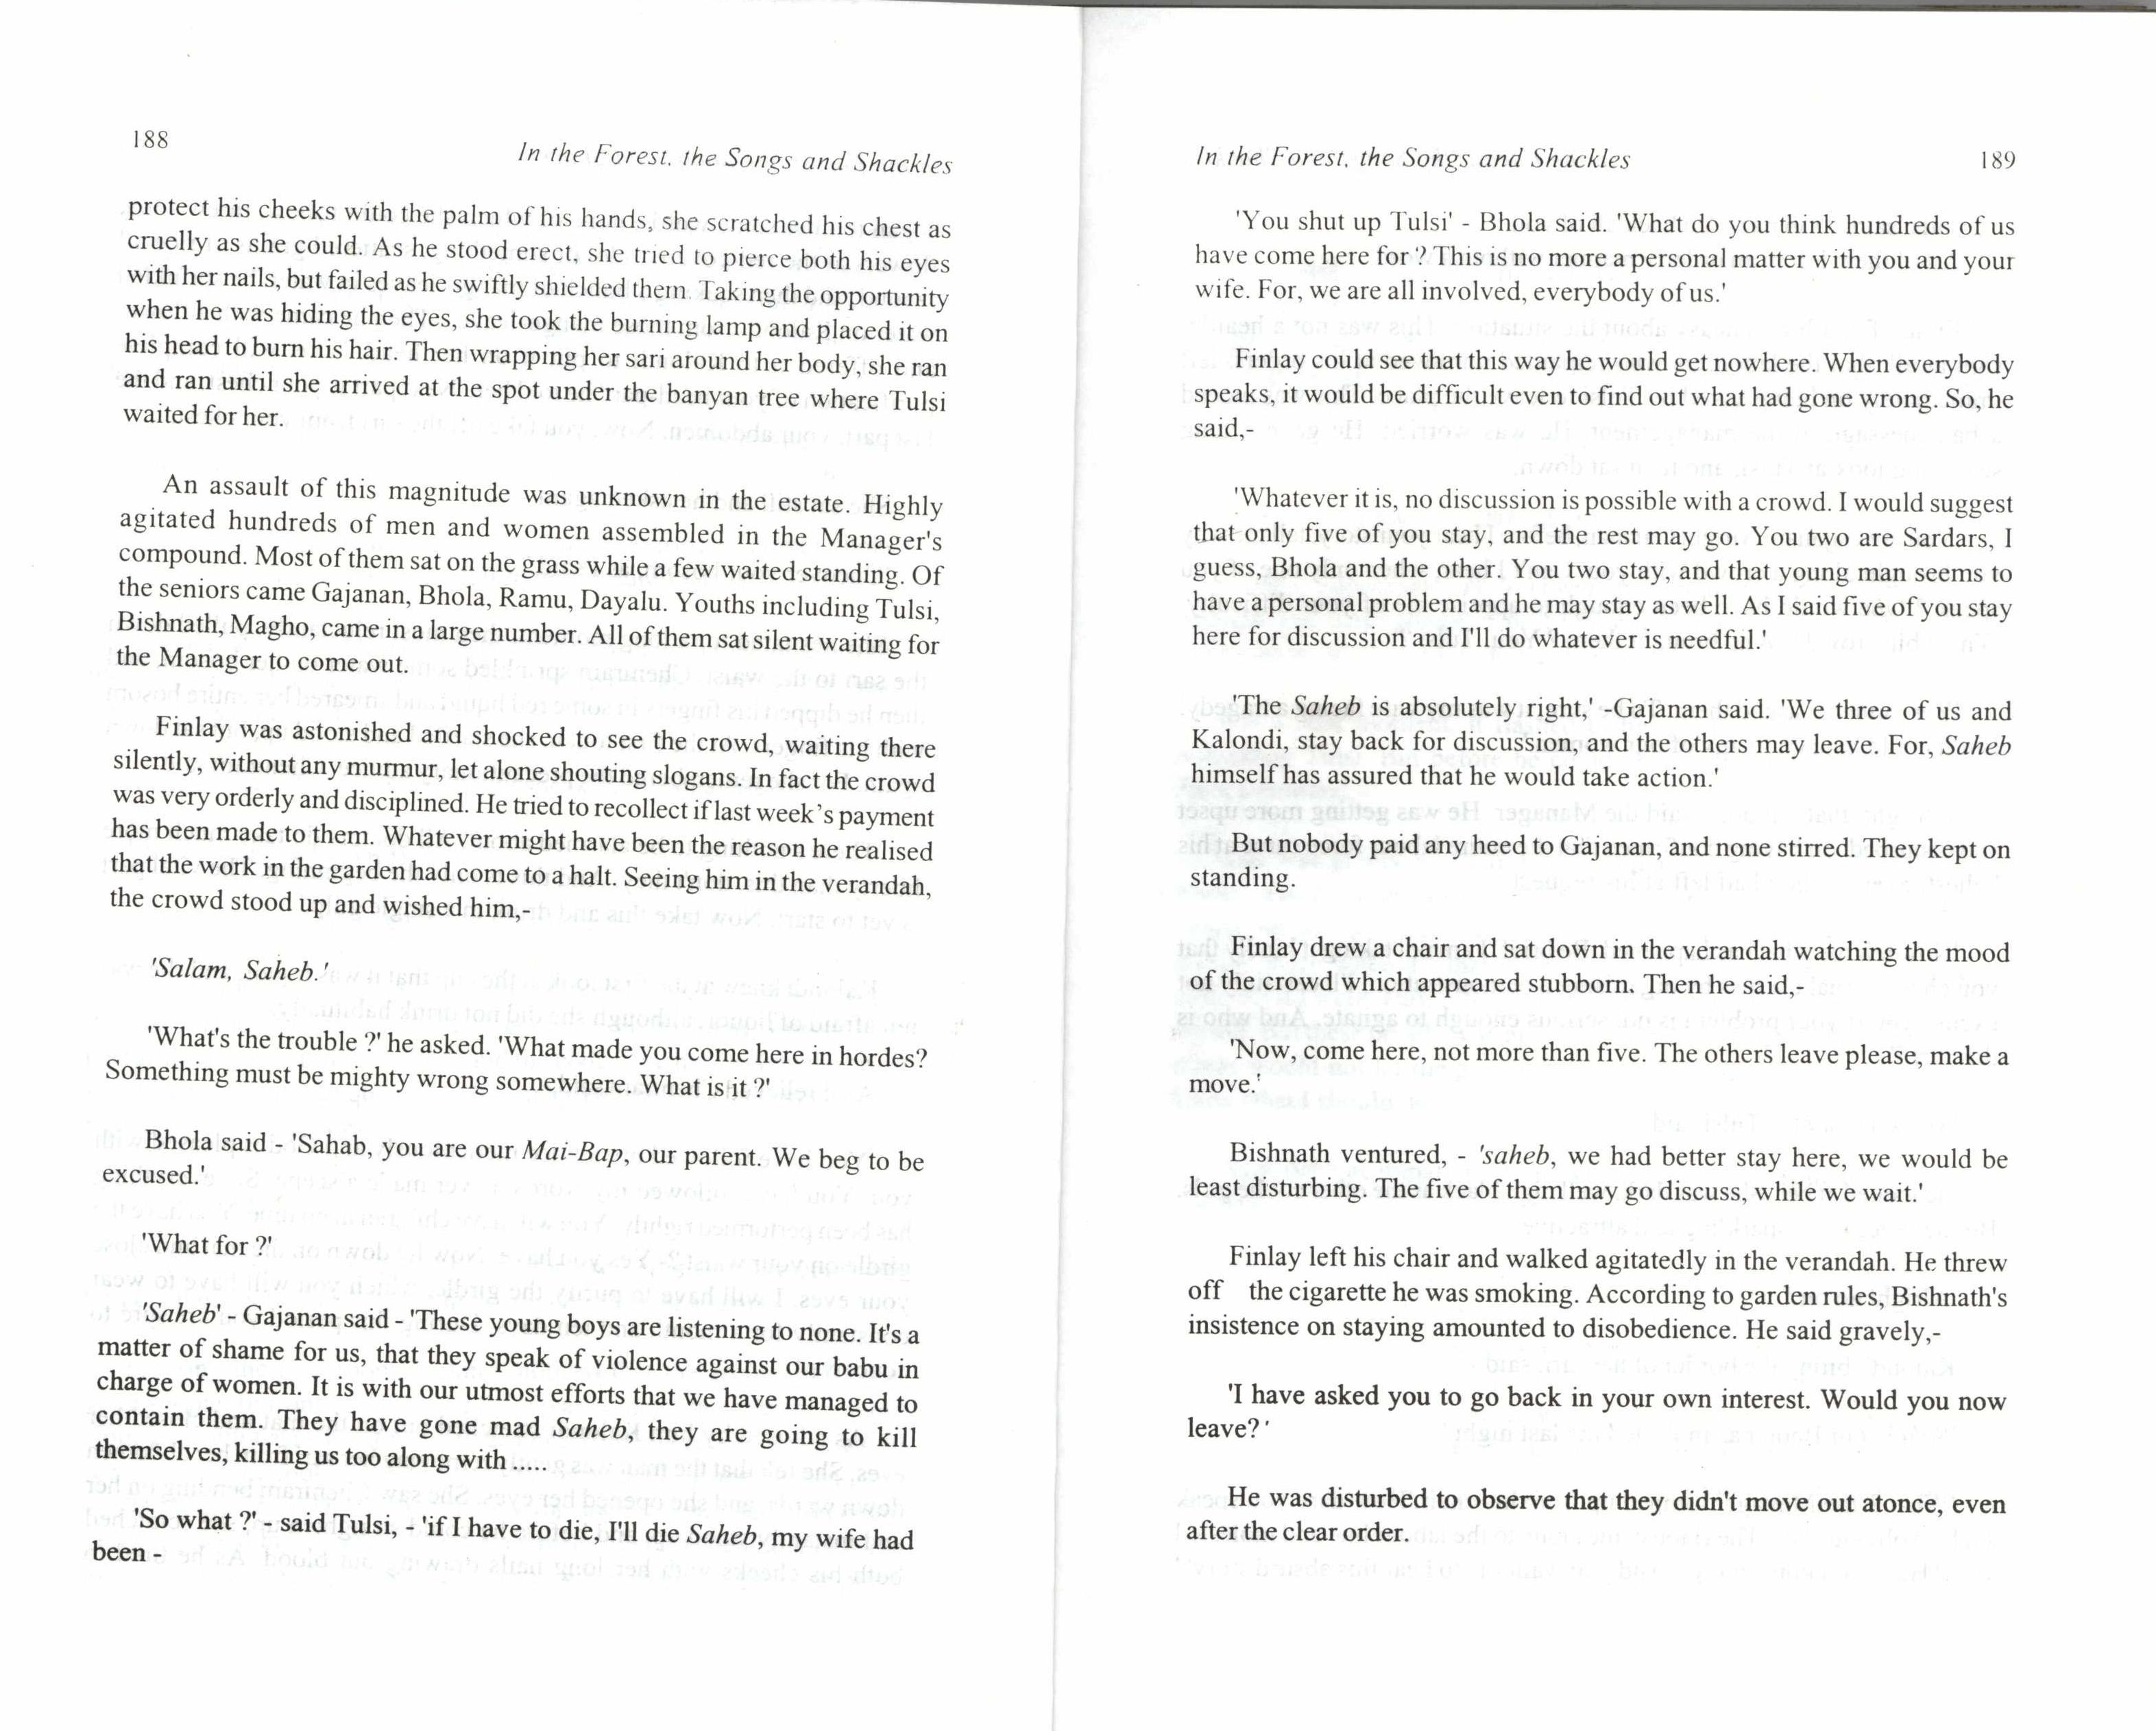 188
In the Forest, the Songs and Shackles
protect his cheeks with the palm of his hands, she scratched his chest as
cruelly as she could. As he stood erect, she tried to pierce both his eyes
with her nails, but failed as he swiftly shielded them. Taking the opportunity
when he was hiding the eyes, she took the burning lamp and placed it on
his head to burn his hair. Then wrapping her sari around her body, she ran
and ran until she arrived at the spot under the banyan tree where Tulsi
waited for her.
An assault of this magnitude was unknown in the estate. Highly
agitated hundreds of men and women assembled in the Manager's
compound. Most of them sat on the grass while a few waited standing. Of
the seniors came Gajanan, Bhola, Ramu, Dayalu. Youths including Tulsi,
Bishnath, Magho, came in a large number. All of them sat silent waiting for
the Manager to come out.
Finlay was astonished and shocked to see the crowd, waiting there
silently, without any murmur, let alone shouting slogans. In fact the crowd
was very orderly and disciplined. He tried to recollect if last week's payment
has been made to them. Whatever might have been the reason he realised
that the work in the garden had come to a halt. Seeing him in the verandah,
the crowd stood up and wished him,-
'Salam, Saheb.'
'What's the trouble ?' he asked. 'What made you come here in hordes?
Something must be mighty wrong somewhere. What is it ?'
Bhola said - 'Sahab, you are our Mai-Bap, our parent. We beg to be
excused.'
'What for ?'
'Saheb' - Gajanan said - 'These young boys are listening to none. It's a
matter of shame for us, that they speak of violence against our babu in
charge of women. It is with our utmost efforts that we have managed to
contain them. They have gone mad Saheb, they are going to kill
themselves, killing us too along with .....
'So what ?' - said Tulsi, - 'if I have to die, I'll die Saheb, my wife had
been -
In the Forest, the Songs and Shackles
189
'You shut up Tulsi' - Bhola said. 'What do you think hundreds of us
have come here for ? This is no more a personal matter with you and your
wife. For, we are all involved, everybody of us.'
Finlay could see that this way he would get nowhere. When everybody
speaks, it would be difficult even to find out what had gone wrong. So, he
said,-
'Whatever it is, no discussion is possible with a crowd. I would suggest
that only five of you stay, and the rest may go. You two are Sardars, I
guess, Bhola and the other. You two stay, and that young man seems to
have a personal problem and he may stay as well. As I said five of you stay
here for discussion and I'll do whatever is needful.'
'The Saheb is absolutely right,' -Gajanan said. 'We three of us and
Kalondi, stay back for discussion, and the others may leave. For, Saheb
himself has assured that he would take action.'
But nobody paid any heed to Gajanan, and none stirred. They kept on
standing.
Finlay drew a chair and sat down in the verandah watching the mood
of the crowd which appeared stubborn. Then he said,-
'Now, come here, not more than five. The others leave please, make a
move.'
Bishnath ventured, - 'saheb, we had better stay here, we would be
least disturbing. The five of them may go discuss, while we wait.'
Finlay left his chair and walked agitatedly in the verandah. He threw
off the cigarette he was smoking. According to garden rules, Bishnath's
insistence on staying amounted to disobedience. He said gravely,-
'I have asked you to go back in your own interest. Would you now
leave?'
He was disturbed to observe that they didn't move out atonce, even
after the clear order.